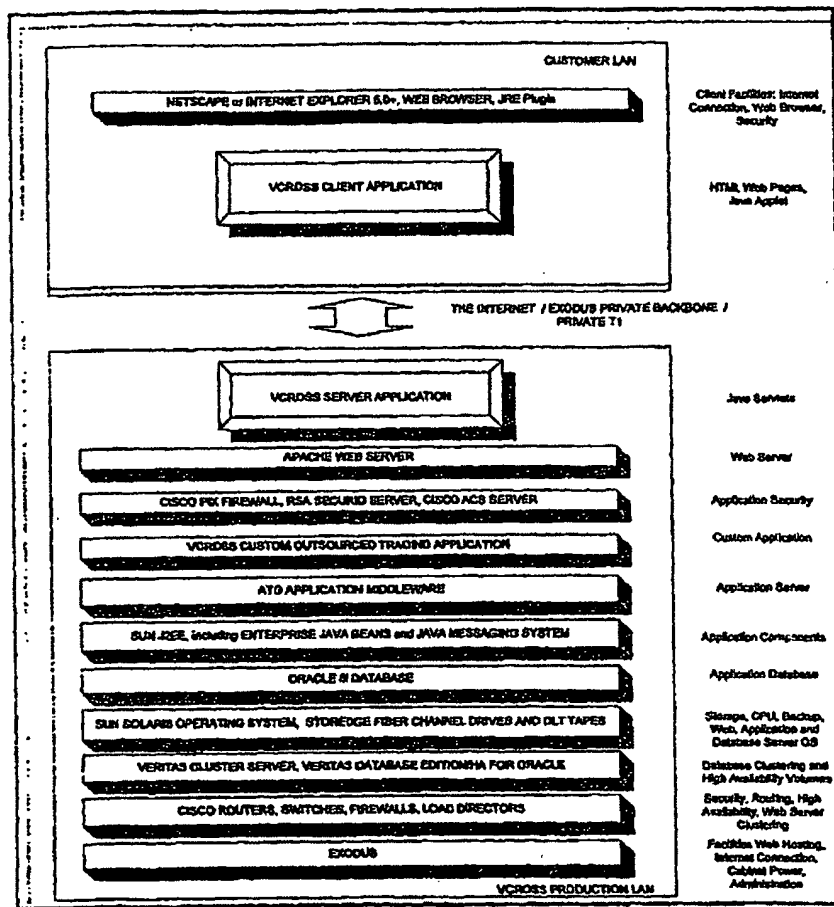 CUSTOMER LAN
NETSCAPE or INTERNET EXPLORER 5.0+, WEB BROWSER, JRE Plugin
Client Facilities: Internet
Connection, Web Browser,
Security
VCROSS CLIENT APPLICATION
HTML, Web Pages,
Java Applet
THE INTERNET / EXODUS PRIVATE BACKBONE /
PRIVATE T1
VCROSS SERVER APPLICATION
Java Servlets
APACHE WEB SERVER
Web Server
CISCO PIX FIREWALL, RSA SECURID SERVER, CISCO ACS SERVER
Application Security
VCROSS CUSTOM OUTSOURCED TRADING APPLICATION
Custom Application
ATG APPLICATION MIDDLEWARE
Application Server
SUN J2EE, including ENTERPRISE JAVA BEANS and JAVA MESSAGING SYSTEM
Application Components
ORACLE 8i DATABASE
Application Database
SUN SOLARIS OPERATING SYSTEM, STOREDGE FIBER CHANNEL DRIVES AND DLT TAPES
Storage, CPU, Backup,
Web, Application and
Database Server OS
VERITAS CLUSTER SERVER, VERITAS DATABASE EDITION/HA FOR ORACLE
Database Clustering and
High Availability Volumes
CISCO ROUTERS, SWITCHES, FIREWALLS, LOAD DIRECTORS
Security, Routing, High
Availability, Web Server
Clustering
EXODUS
Facilities Web Hosting,
Internet Connection,
Cabinet Power,
Administration
VCROSS PRODUCTION LAN